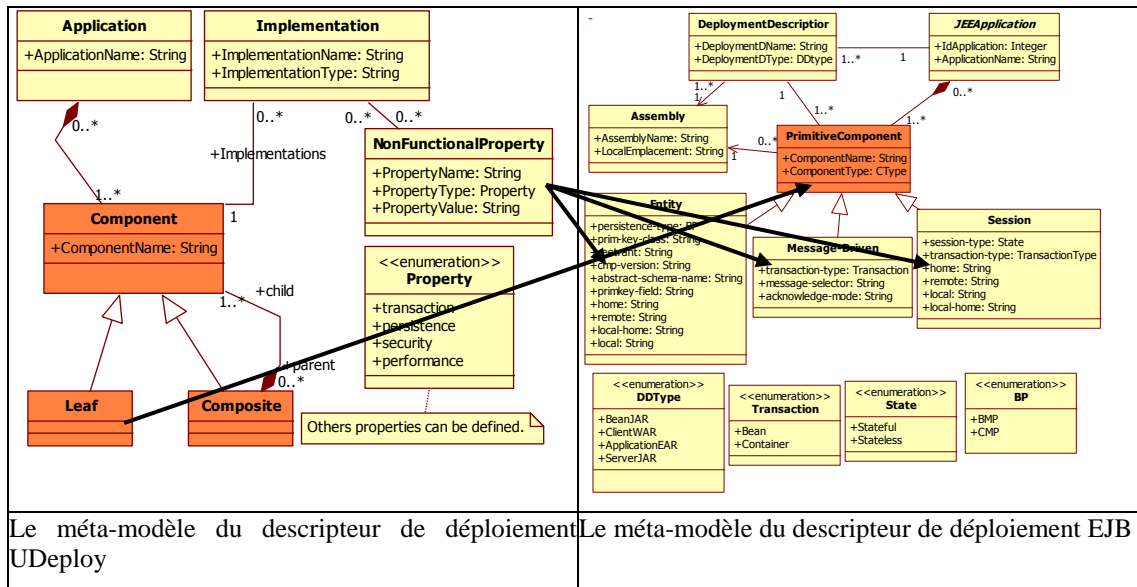 Application
+ApplicationName: String
Implementation
+ImplementationName: String
+ImplementationType: String
0..*
0..*
0..*
0..*
+Implementations
NonFunctionalProperty
+PropertyName: String
+PropertyType: Property
+PropertyValue: String
1..*
1
Component
+ComponentName: String
<<enumeration>>
Property
+transaction
+persistence
+security
+performance
+child
1..*
+parent
0..*
Leaf
Composite
Others properties can be defined.
DeploymentDescriptior
+DeploymentDName: String
+DeploymentDType: DDtype
JEEApplication
+IdApplication: Integer
+ApplicationName: String
1..*
1
1..*
1
1
1..*
0..*
1..*
Assembly
+AssemblyName: String
+LocalEmplacement: String
0..*
1
PrimitiveComponent
+ComponentName: String
+ComponentType: CType
Entity
+persistence-type: BP
+prim-key-class: String
+reetrant: String
+cmp-version: String
+abstract-schema-name: String
+primkey-field: String
+home: String
+remote: String
+local-home: String
+local: String
Message-Driven
+transaction-type: Transaction
+message-selector: String
+acknowledge-mode: String
Session
+session-type: State
+transaction-type: TransactionType
+home: String
+remote: String
+local: String
+local-home: String
<<enumeration>>
DDType
+BeanJAR
+ClientWAR
+ApplicationEAR
+ServerJAR
<<enumeration>>
Transaction
+Bean
+Container
<<enumeration>>
State
+Stateful
+Stateless
<<enumeration>>
BP
+BMP
+CMP
Le méta-modèle du descripteur de déploiement
UDeploy
Le méta-modèle du descripteur de déploiement EJB